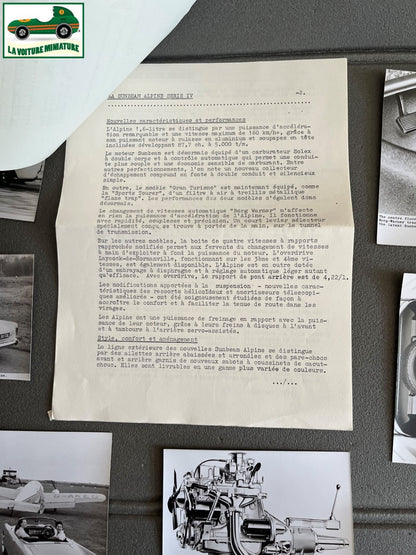 LA VOITURE MINIATURE
LA SUNBEAM ALPINE SERIE IV -2.
Nouvelles caractéristiques et performances
L'Alpine 1,6-litre se distingue par une puissance d'accéléra-
tion remarquable et une vitesse maximum de 160 km/h+, grâce à
son puissant moteur à culasse en aluminium et soupapes en tête
inclinées développant 87,7 ch. à 5.000 t/m.
Le moteur Sunbeam est désormais équipé d'un carburateur Solex
à double corps et à contrôle automatique qui permet une condui-
te plus souple et une économie de carburant. Entre
autres perfectionnements, l'on note un nouveau collecteur
d'échappement composant en fonte à double conduit et silencieux
simple.
En outre, le modèle "Gran Turismo" est maintenant équipé, comme
la "Sports Tourer", d'un filtre à air à treillis métallique
"flame trap". Les performances des deux modèles s'égalent donc
désormais.
Le changement de vitesses automatique "Borg Warner" n'affecte
en rien la puissance d'accélération de l'Alpine. Il fonctionne
avec rapidité, souplesse et précision. Un court levier sélecteur
spécialement conçu, se trouve à portée de la main, sur le tunnel
de transmission.
Sur les autres modèles, la boîte de quatre vitesses à rapports
rapprochés modifié permet aux fervents de changement de vitesses
à main d'exploiter à fond la puissance du moteur. L'overdrive
Laycock-de-Normanville, fonctionnant sur les 3ème et 4ème vi-
tesses, est également disponible. L'Alpine est en outre dotée
d'un embrayage à diaphragme et à réglage automatique léger autant
qu'efficace. Avec overdrive, le rapport de pont arrière est de 4,22/1.
Les modifications apportées à la suspension - nouvelles carac-
téristiques des ressorts hélicoïdaux et amortisseurs télescopi-
ques améliorés - ont été soigneusement étudiées de façon à
accroître le confort et à faciliter la tenue de route dans les
virages.
Les Alpine ont une puissance de freinage en rapport avec la puis-
sance de leur moteur, grâce à leurs freins à disques à l'avant
et à tambours à l'arrière servo-assistés.
Style, confort et aménagement
La ligne extérieure des nouvelles Sunbeam Alpine se distingue
par des ailettes arrière abaissées et arrondies et des pare-chocs
avant et arrière garnis de nouveaux sabots à coussinets de caout-
chouc. Elles sont livrables en une gamme plus variée de couleurs.
.../...